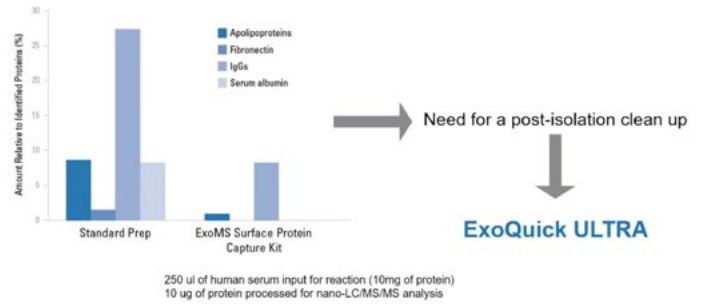 30
25
20
15
10
5
0
Amount Relative to Identified Proteins (%)
Apolipoproteins
Fibronectin
IgGs
Serum albumin
Standard Prep
ExoMS Surface Protein
Capture Kit
Need for a post-isolation clean up
ExoQuick ULTRA
250 ul of human serum input for reaction (10mg of protein)
10 ug of protein processed for nano-LC/MS/MS analysis